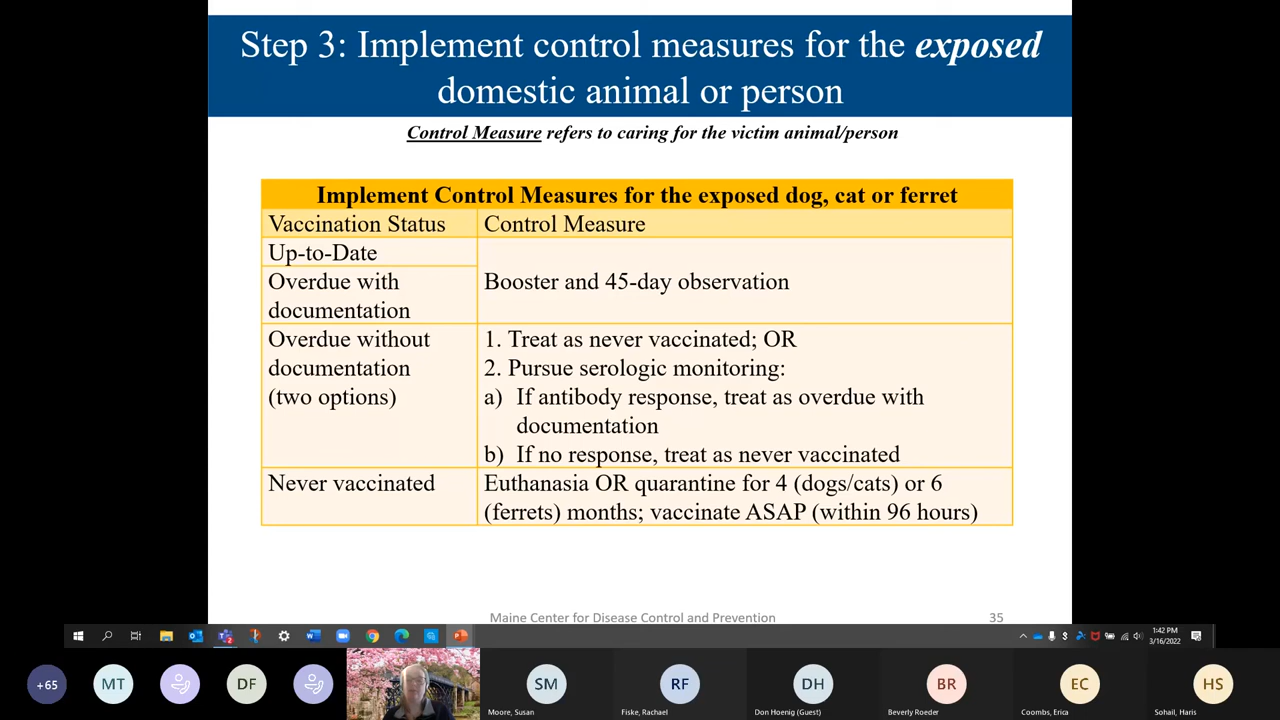 Step 3: Implement control measures for the exposed
domestic animal or person
Control Measure refers to caring for the victim animal/person
Implement Control Measures for the exposed dog, cat or ferret
Vaccination Status
Control Measure
Up-to-Date
Overdue with
documentation
Booster and 45-day observation
Overdue without
documentation
(two options)
1. Treat as never vaccinated; OR
2. Pursue serologic monitoring:
a) If antibody response, treat as overdue with
documentation
b) If no response, treat as never vaccinated
Never vaccinated
Euthanasia OR quarantine for 4 (dogs/cats) or 6
(ferrets) months; vaccinate ASAP (within 96 hours)
Maine Center for Disease Control and Prevention
35
1:42 PM
3/16/2022
+65
MT
DF
SM
RF
DH
BR
EC
HS
Moore, Susan
Fiske, Rachael
Don Hoenig (Guest)
Beverly Roeder
Coombs, Erica
Sohail, Haris